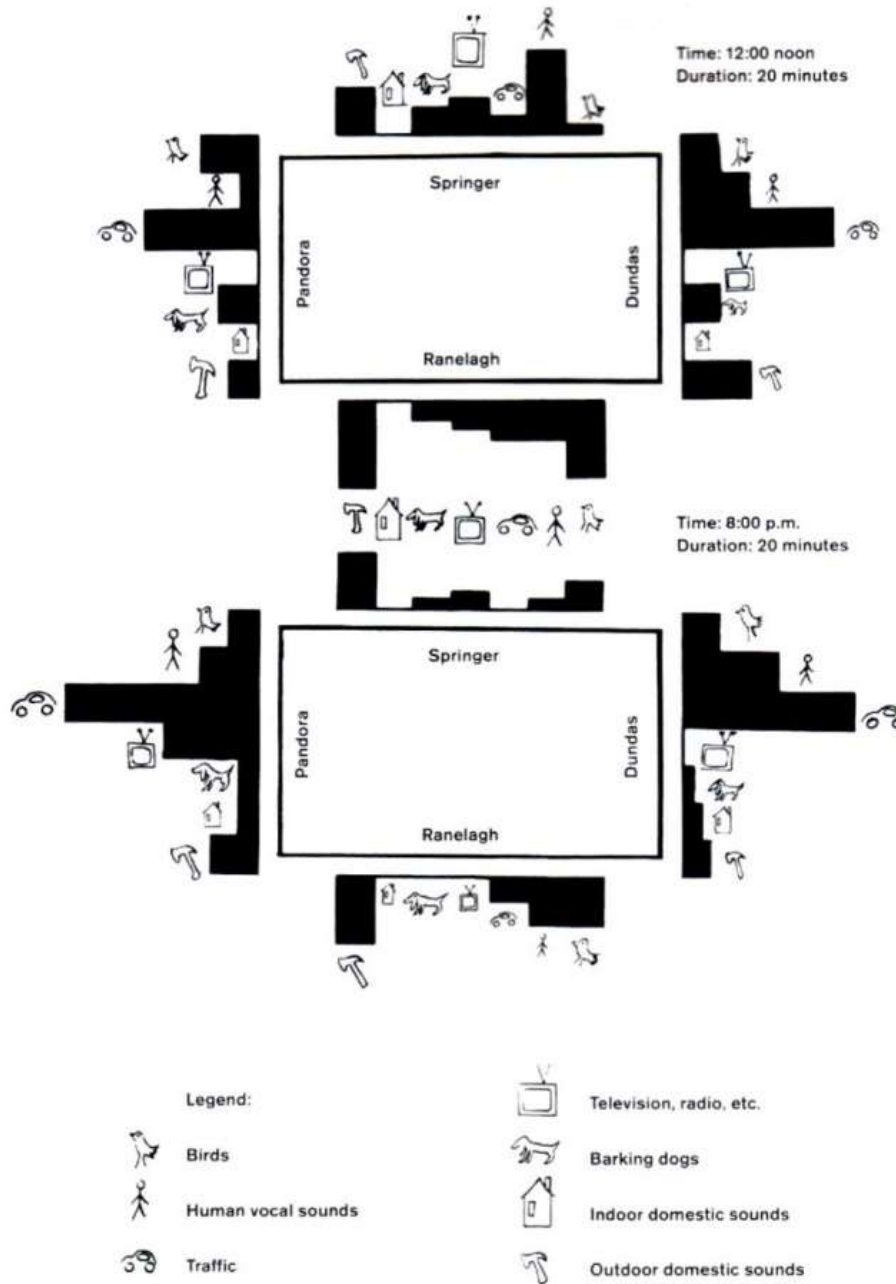 Time: 12:00 noon
Duration: 20 minutes
Springer
Pandora
Dundas
Ranelagh
Time: 8:00 p.m.
Duration: 20 minutes
Springer
Pandora
Dundas
Ranelagh
Legend:
Television, radio, etc.
Birds
Barking dogs
Human vocal sounds
Indoor domestic sounds
Traffic
Outdoor domestic sounds